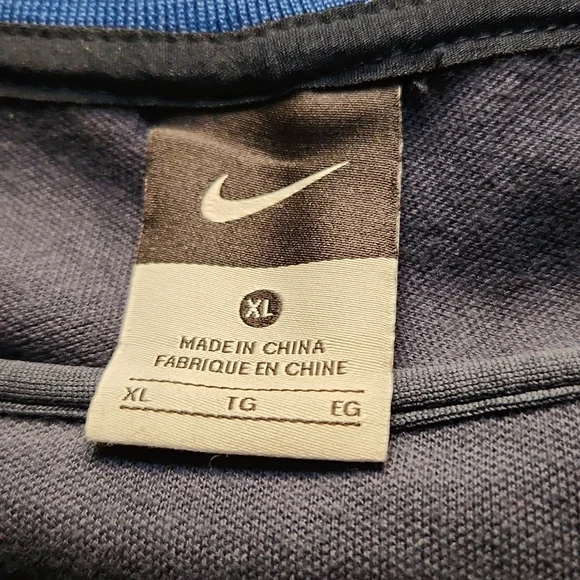 XL
MADE IN CHINA
FABRIQUE EN CHINE
XL TG EG